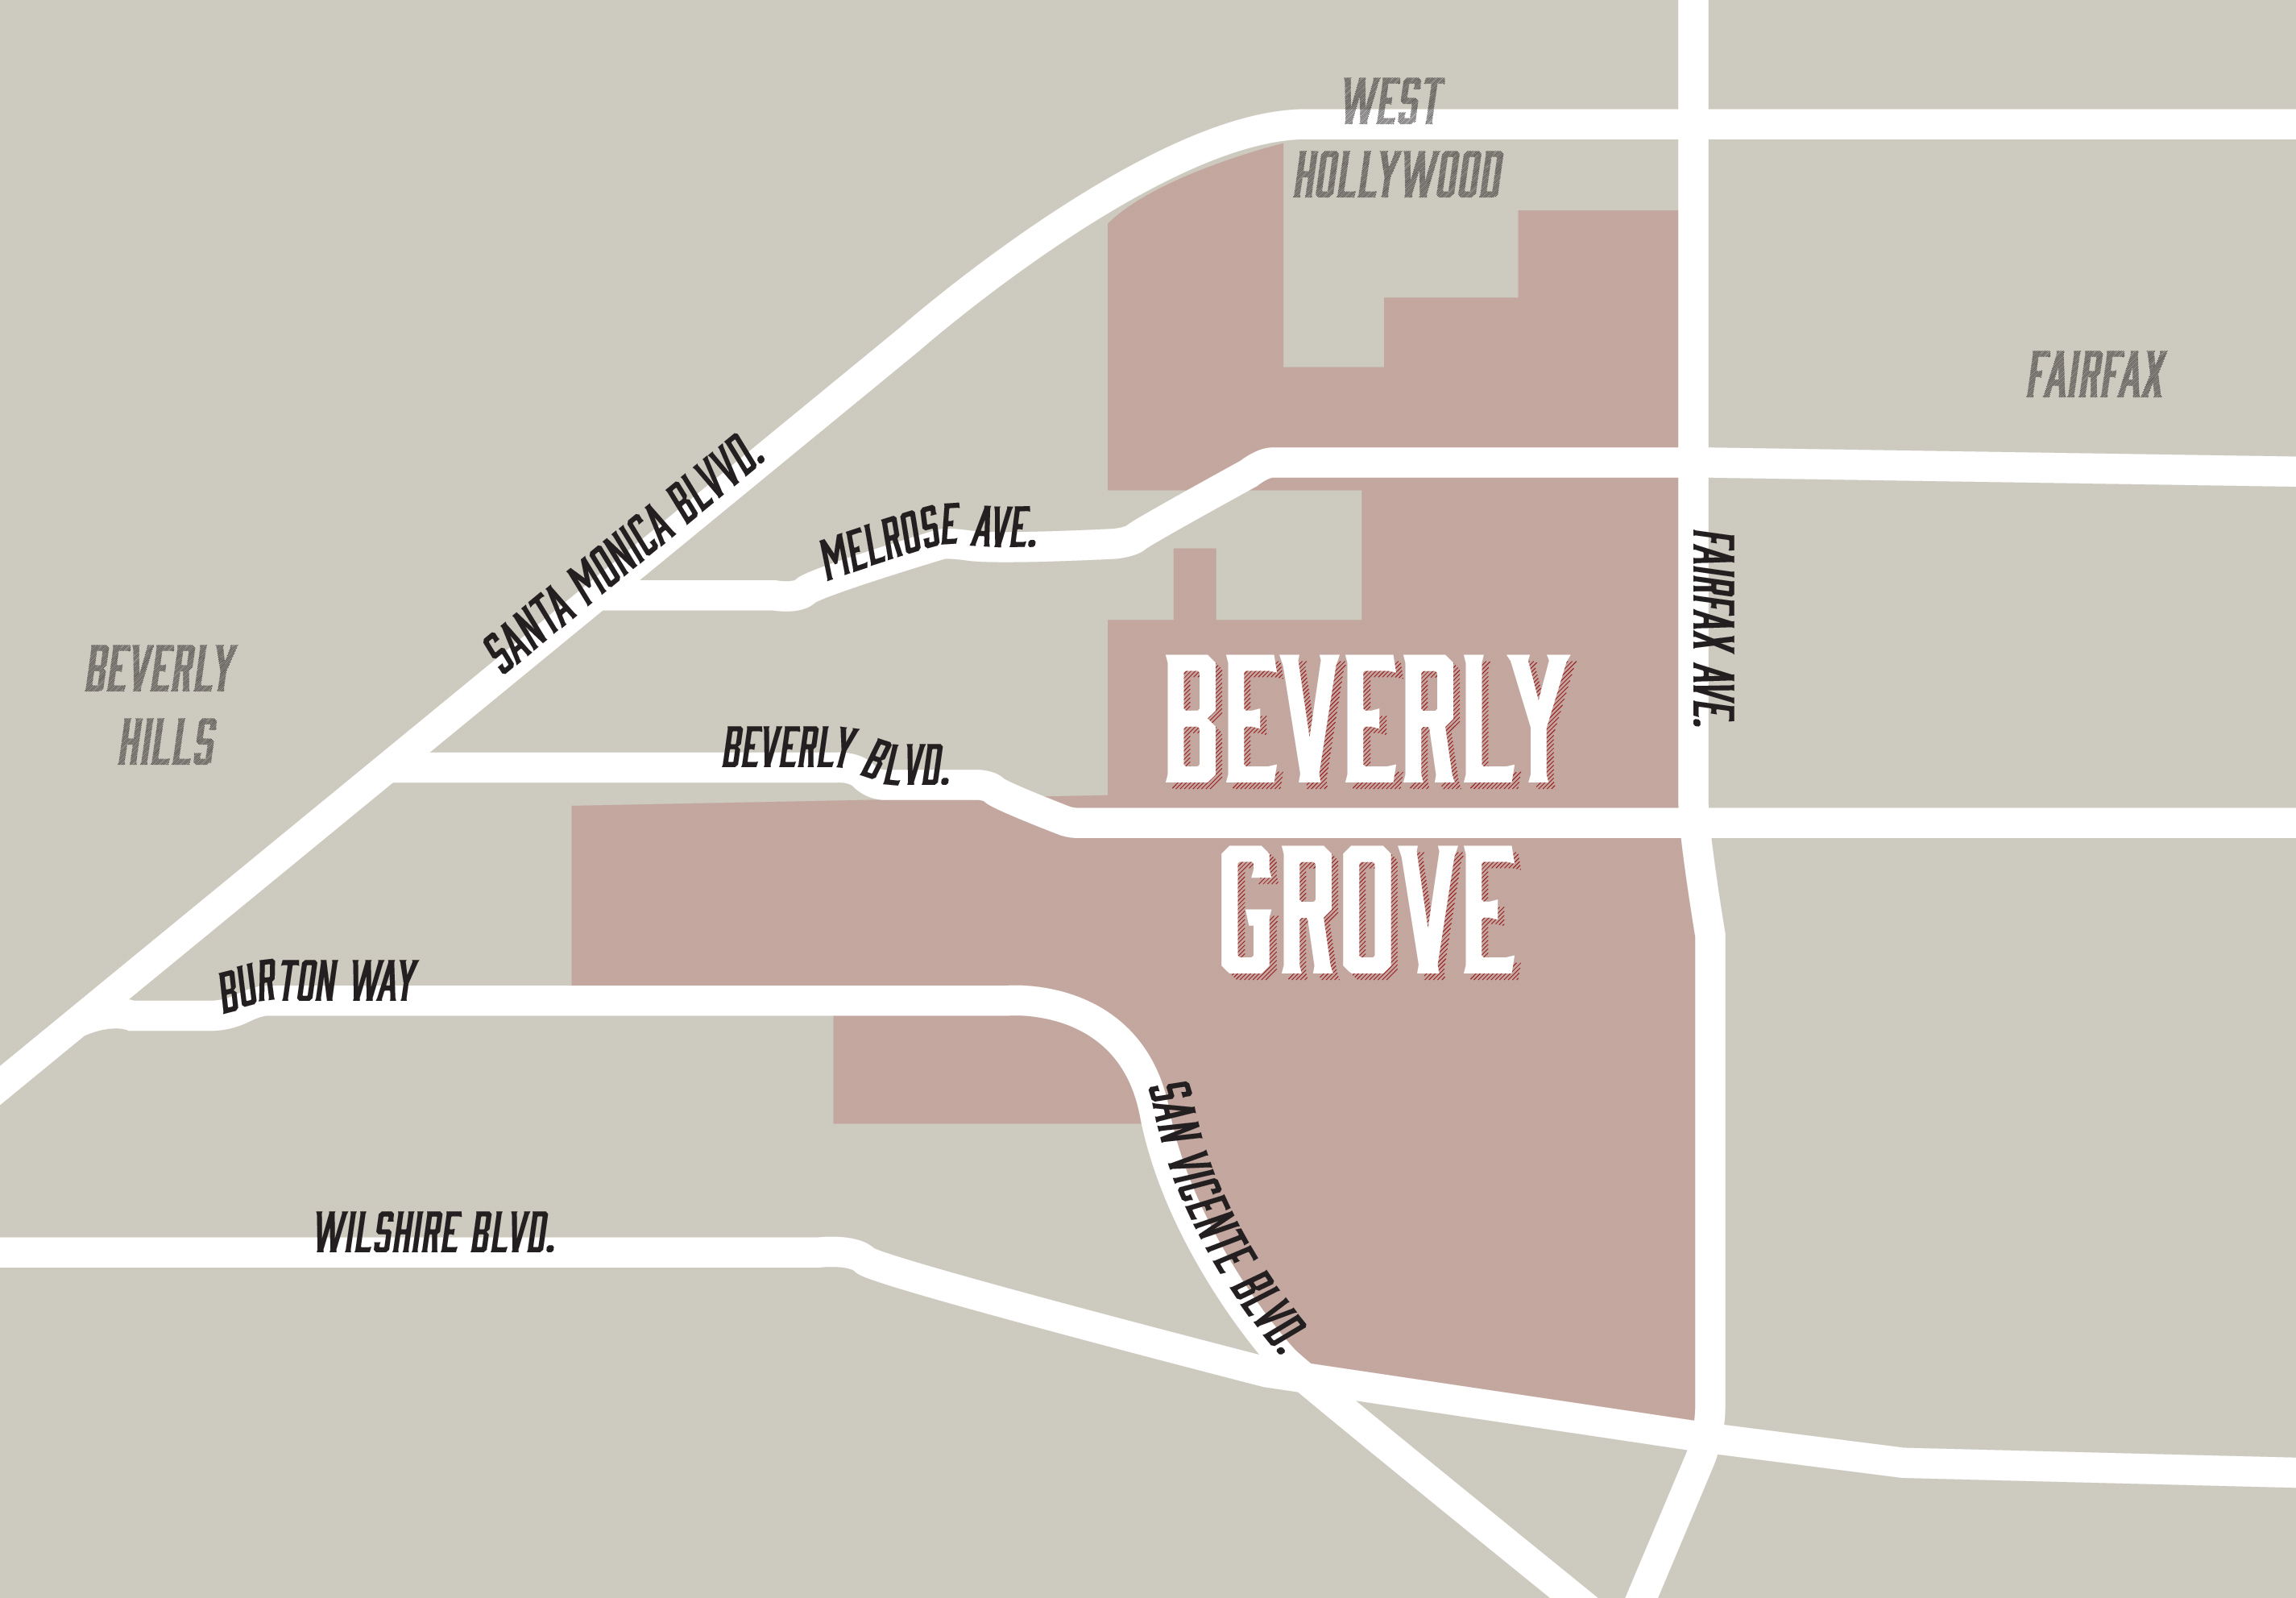 WEST
HOLLYWOOD
FAIRFAX
SANTA MONICA BLVVD.
MELROSE AVE.
FAIRFAX AVE.
BEVERLY
HILLS
BEVERLY
GROVE
BEVERLY BLVD.
BURTON WAY
SAN VICENTE BLVD.
WILSHIRE BLVD.